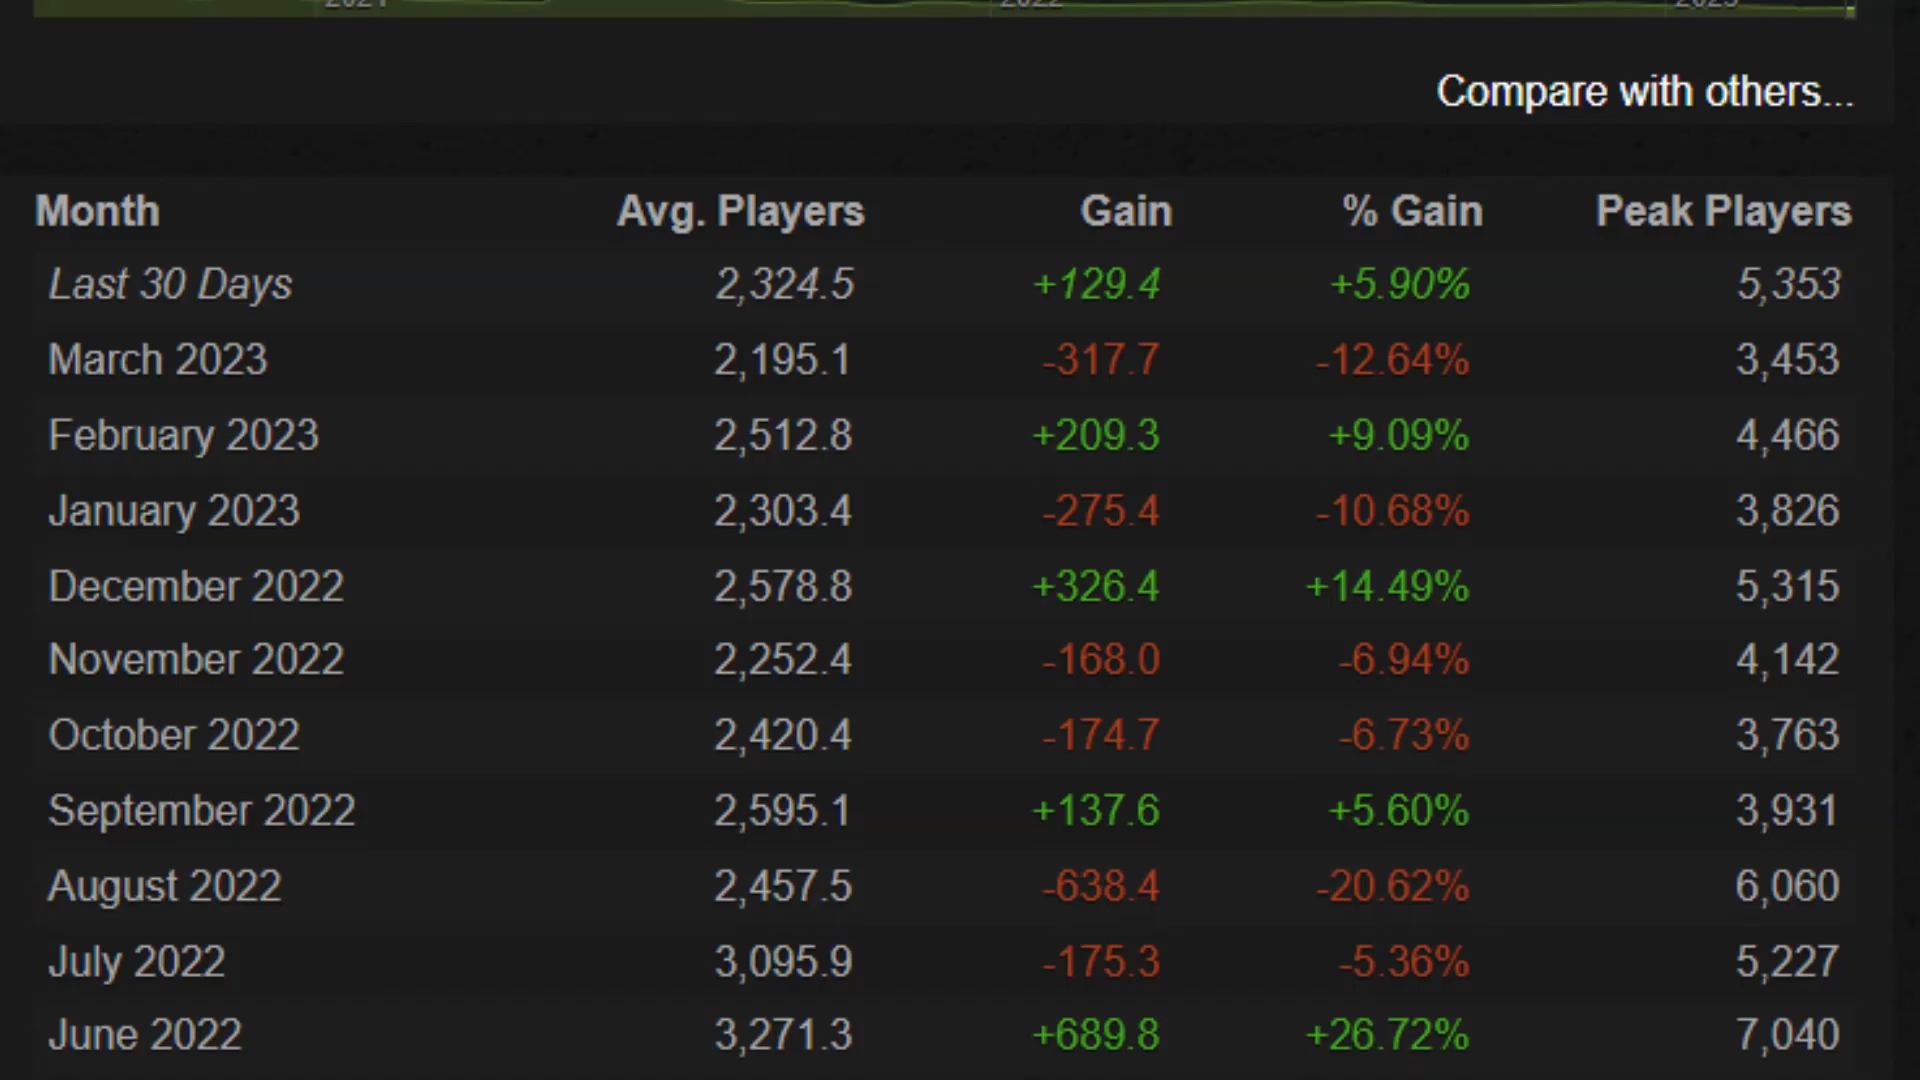 2021 2022 2023
Compare with others...
Month Avg. Players Gain % Gain Peak Players
Last 30 Days 2,324.5 +129.4 +5.90% 5,353
March 2023 2,195.1 -317.7 -12.64% 3,453
February 2023 2,512.8 +209.3 +9.09% 4,466
January 2023 2,303.4 -275.4 -10.68% 3,826
December 2022 2,578.8 +326.4 +14.49% 5,315
November 2022 2,252.4 -168.0 -6.94% 4,142
October 2022 2,420.4 -174.7 -6.73% 3,763
September 2022 2,595.1 +137.6 +5.60% 3,931
August 2022 2,457.5 -638.4 -20.62% 6,060
July 2022 3,095.9 -175.3 -5.36% 5,227
June 2022 3,271.3 +689.8 +26.72% 7,040